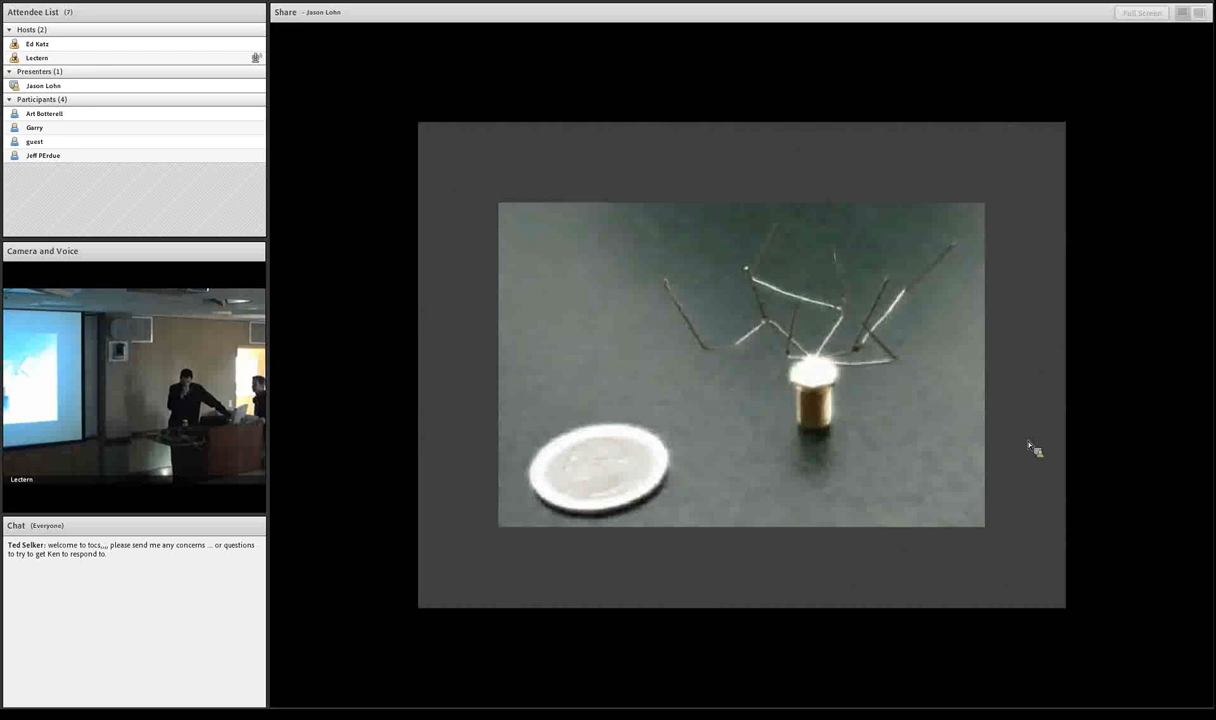 Attendee List (7)
Hosts (2)
Ed Katz
Lectern
Presenters (1)
Jason Lohn
Participants (4)
Art Botterell
Garry
guest
Jeff PErdue
Camera and Voice
Lectern
Chat (Everyone)
Ted Selker: welcome to tocs,,,, please send me any concerns ... or questions
to try to get Ken to respond to.
Share - Jason Lohn
Full Screen